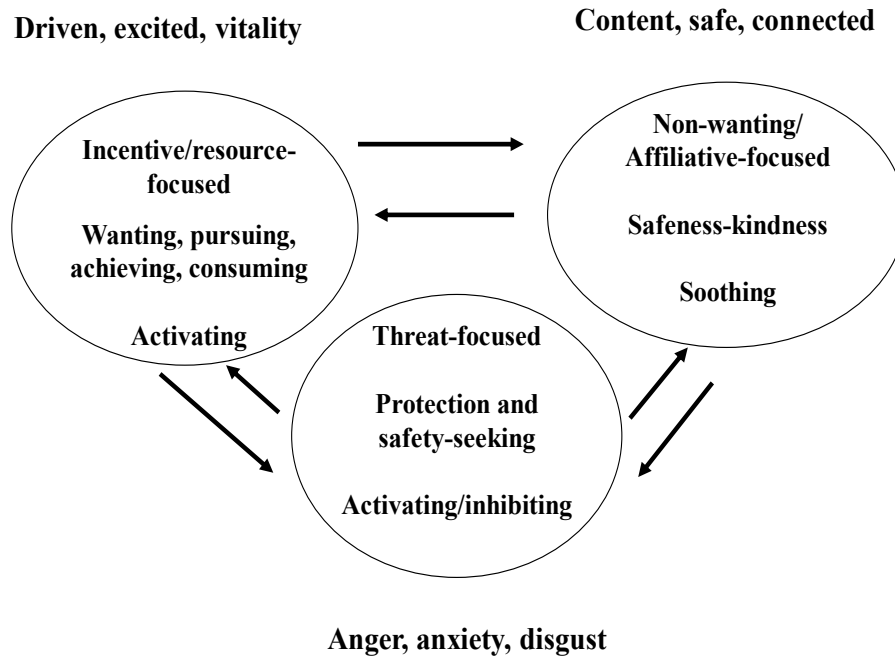 Driven, excited, vitality
Content, safe, connected
Incentive/resource-
focused
Wanting, pursuing,
achieving, consuming
Activating
Non-wanting/
Affiliative-focused
Safeness-kindness
Soothing
Threat-focused
Protection and
safety-seeking
Activating/inhibiting
Anger, anxiety, disgust